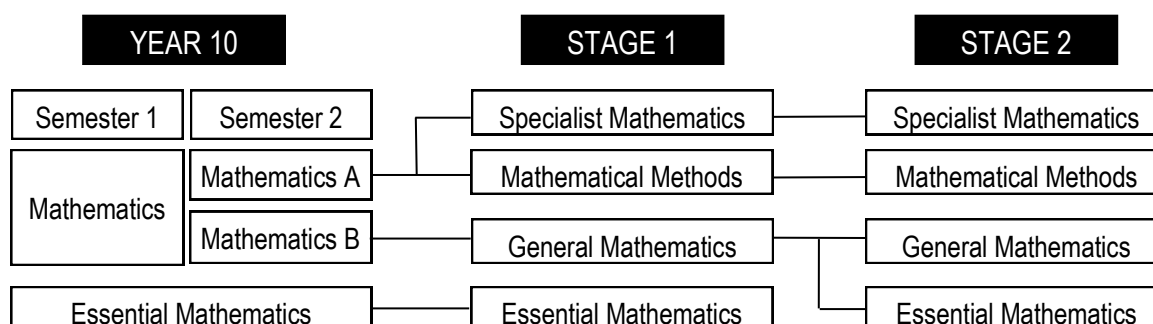 YEAR 10 STAGE 1 STAGE 2
Semester 1 Semester 2 Specialist Mathematics Specialist Mathematics
Mathematics A Mathematical Methods Mathematical Methods
Mathematics
Mathematics B General Mathematics General Mathematics
Essential Mathematics Essential Mathematics Essential Mathematics